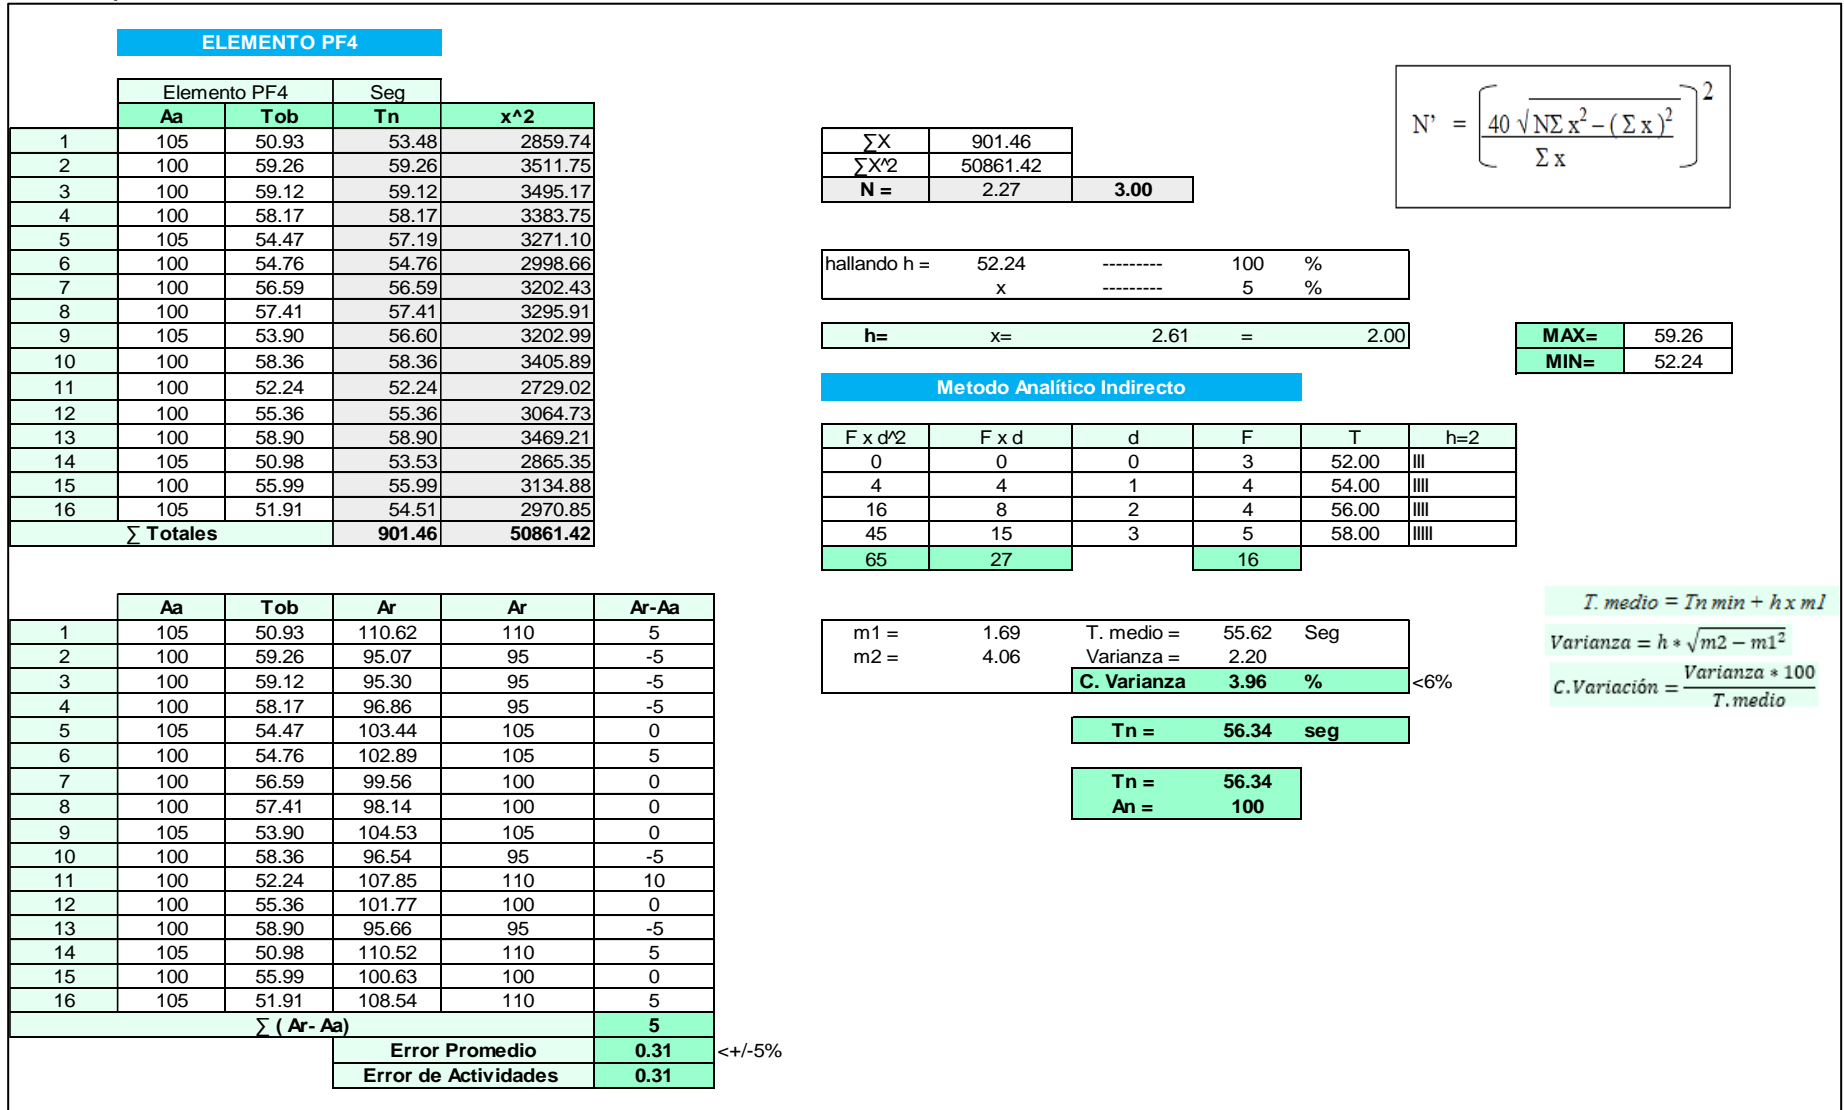 ELEMENTO PF4
Elemento PF4 Seg
Aa Tob Tn x^2
1 105 50.93 53.48 2859.74
2 100 59.26 59.26 3511.75
3 100 59.12 59.12 3495.17
4 100 58.17 58.17 3383.75
5 105 54.47 57.19 3271.10
6 100 54.76 54.76 2998.66
7 100 56.59 56.59 3202.43
8 100 57.41 57.41 3295.91
9 105 53.90 56.60 3202.99
10 100 58.36 58.36 3405.89
11 100 52.24 52.24 2729.02
12 100 55.36 55.36 3064.73
13 100 58.90 58.90 3469.21
14 105 50.98 53.53 2865.35
15 100 55.99 55.99 3134.88
16 105 51.91 54.51 2970.85
∑ Totales 901.46 50861.42
∑X 901.46
∑X^2 50861.42
N = 2.27 3.00
N' = [40 √NΣ x² – ( Σ x )² / Σ x]²
hallando h = 52.24 --------- 100 %
x --------- 5 %
h= x= 2.61 = 2.00
MAX= 59.26
MIN= 52.24
Metodo Analítico Indirecto
F x d^2 F x d d F T h=2
0 0 0 3 52.00 III
4 4 1 4 54.00 IIII
16 8 2 4 56.00 IIII
45 15 3 5 58.00 IIIII
65 27 16
m1 = 1.69 T. medio = 55.62 Seg
m2 = 4.06 Varianza = 2.20
C. Varianza 3.96 % <6%
T. medio = Tn min + h x m1
Varianza = h * √m2 − m1²
C.Variación = Varianza * 100 / T.medio
Tn = 56.34 seg
Tn = 56.34
An = 100
Aa Tob Ar Ar Ar-Aa
1 105 50.93 110.62 110 5
2 100 59.26 95.07 95 -5
3 100 59.12 95.30 95 -5
4 100 58.17 96.86 95 -5
5 105 54.47 103.44 105 0
6 100 54.76 102.89 105 5
7 100 56.59 99.56 100 0
8 100 57.41 98.14 100 0
9 105 53.90 104.53 105 0
10 100 58.36 96.54 95 -5
11 100 52.24 107.85 110 10
12 100 55.36 101.77 100 0
13 100 58.90 95.66 95 -5
14 105 50.98 110.52 110 5
15 100 55.99 100.63 100 0
16 105 51.91 108.54 110 5
∑ ( Ar- Aa) 5
Error Promedio 0.31 <+/-5%
Error de Actividades 0.31